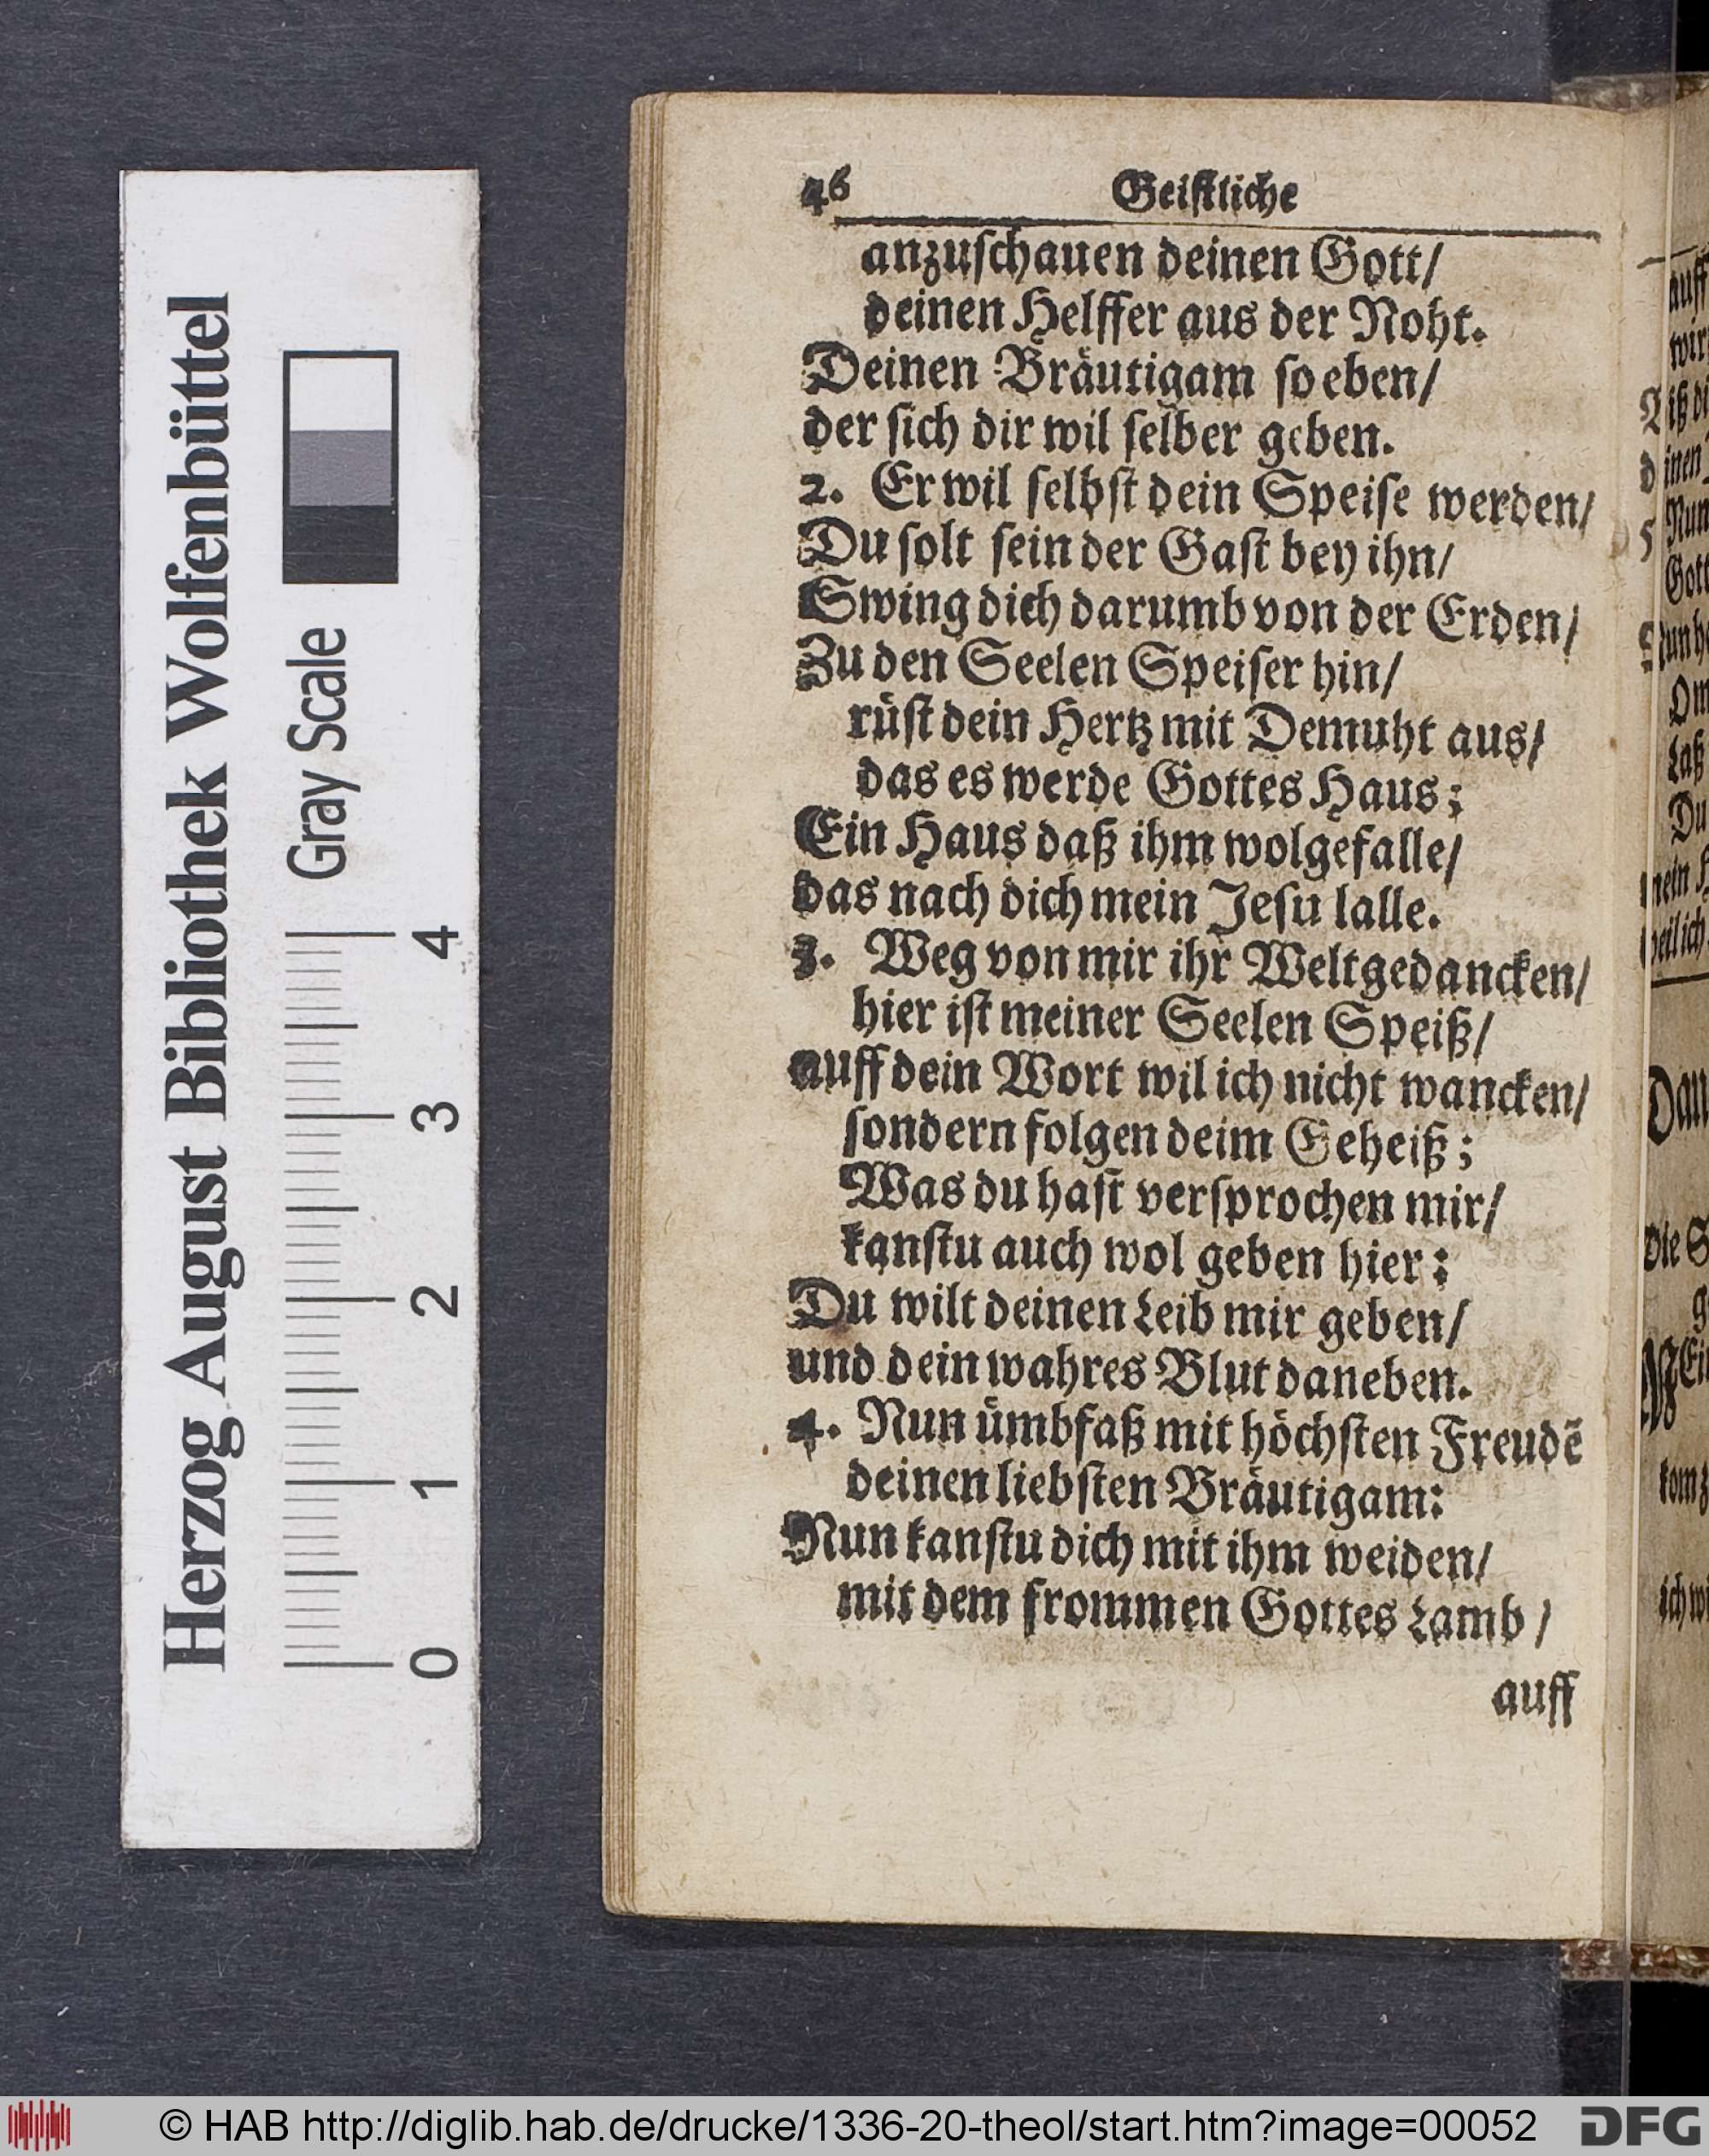 46 Geistliche
anzuschauen deinen Gott/
deinen Helffer aus der Noht.
Deinen Bräutigam so eben/
der sich dir wil selber geben.
2. Er wil selbst dein Speise werden/
Du solt sein der Gast bey ihn/
Swing dich darumb von der Erden/
Zu den Seelen Speiser hin/
rüst dein Hertz mit Demuht aus/
das es werde Gottes Haus;
Ein Haus daß ihm wolgefalle/
das nach dich mein Jesu lalle.
3. Weg von mir ihr Weltgedancken/
hier ist meiner Seelen Speiß/
auff dein Wort wil ich nicht wancken/
sondern folgen deim Geheiß;
Was du hast versprochen mir/
kanstu auch wol geben hier:
Du wilt deinen Leib mir geben/
und dein wahres Blut daneben.
4. Nun ümbfaß mit höchsten Freudẽ
deinen liebsten Bräutigam:
Nun kanstu dich mit ihm weiden/
mit dem frommen Gottes Lamb/
auff
Herzog August Bibliothek Wolfenbüttel
Gray Scale
0 1 2 3 4
© HAB http://diglib.hab.de/drucke/1336-20-theol/start.htm?image=00052
DFG